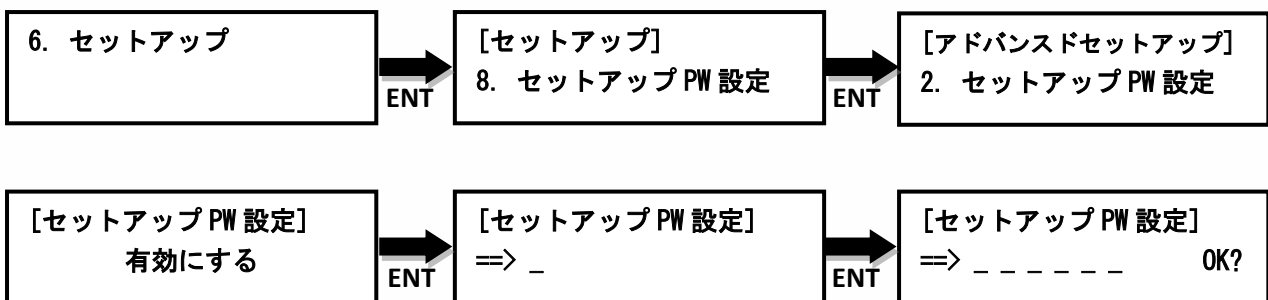 6. セットアップ
ENT
[セットアップ]
8. セットアップ PW 設定
ENT
[アドバンスドセットアップ]
2. セットアップ PW 設定
[セットアップ PW 設定]
有効にする
ENT
[セットアップ PW 設定]
==> _
ENT
[セットアップ PW 設定]
==> _ _ _ _ _ _ OK?